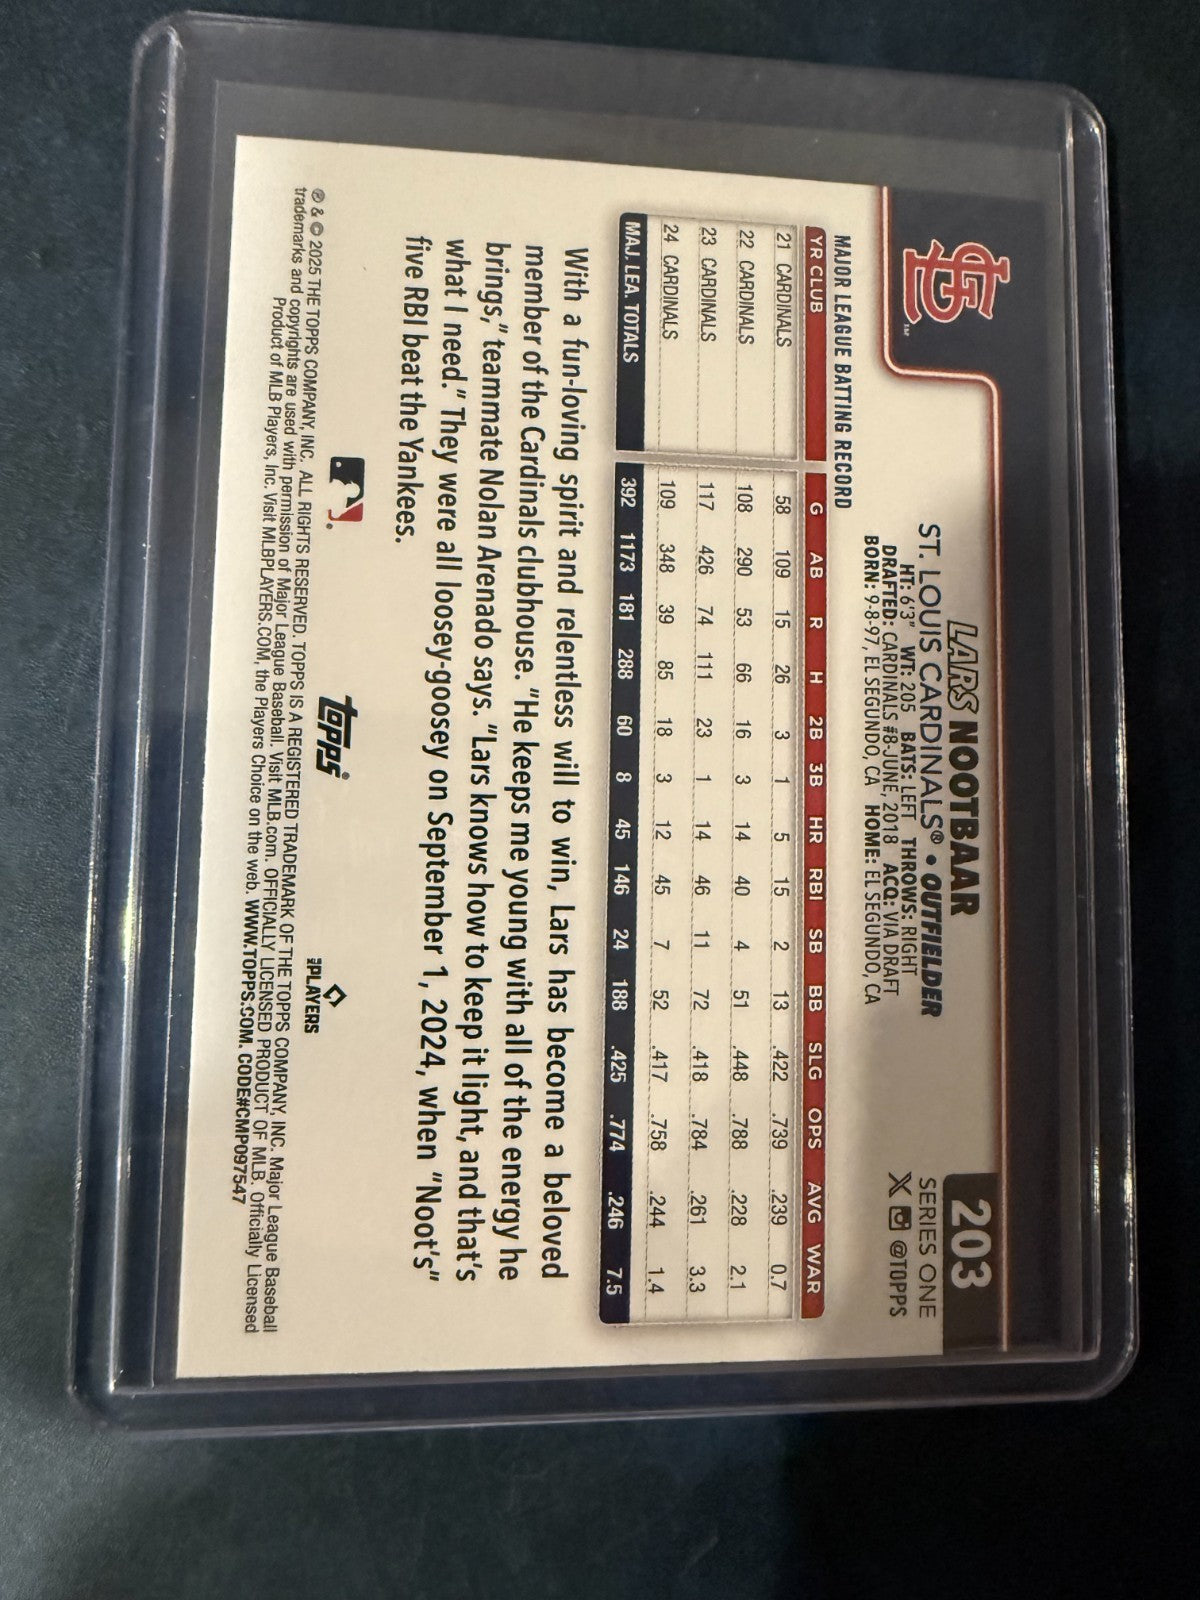 203
SERIES ONE
X @TOPPS
LARS NOOTBAAR
ST. LOUIS CARDINALS® • OUTFIELDER
HT: 6'3" WT: 205 BATS: LEFT THROWS: RIGHT
DRAFTED: CARDINALS #8-JUNE, 2018 ACQ: VIA DRAFT
BORN: 9-8-97, EL SEGUNDO, CA HOME: EL SEGUNDO, CA
STL™
MAJOR LEAGUE BATTING RECORD
YR CLUB G AB R H 2B 3B HR RBI SB BB SLG OPS AVG WAR
21 CARDINALS 58 109 15 26 3 1 5 15 2 13 .422 .739 .239 0.7
22 CARDINALS 108 290 53 66 16 3 14 40 4 51 .448 .788 .228 2.1
23 CARDINALS 117 426 74 111 23 1 14 46 11 72 .418 .784 .261 3.3
24 CARDINALS 109 348 39 85 18 3 12 45 7 52 .417 .758 .244 1.4
MAJ. LEA. TOTALS 392 1173 181 288 60 8 45 146 24 188 .425 .774 .246 7.5
With a fun-loving spirit and relentless will to win, Lars has become a beloved
member of the Cardinals clubhouse. "He keeps me young with all of the energy he
brings," teammate Nolan Arenado says. "Lars knows how to keep it light, and that's
what I need." They were all loosey-goosey on September 1, 2024, when "Noot's"
five RBI beat the Yankees.
topps®
MLB PLAYERS
® & © 2025 THE TOPPS COMPANY, INC. ALL RIGHTS RESERVED. TOPPS IS A REGISTERED TRADEMARK OF THE TOPPS COMPANY, INC. Major League Baseball
trademarks and copyrights are used with permission of Major League Baseball. Visit MLB.com. OFFICIALLY LICENSED PRODUCT OF MLB. Officially Licensed
Product of MLB Players, Inc. Visit MLBPLAYERS.COM, the Players Choice on the web. WWW.TOPPS.COM. CODE#CMP097547